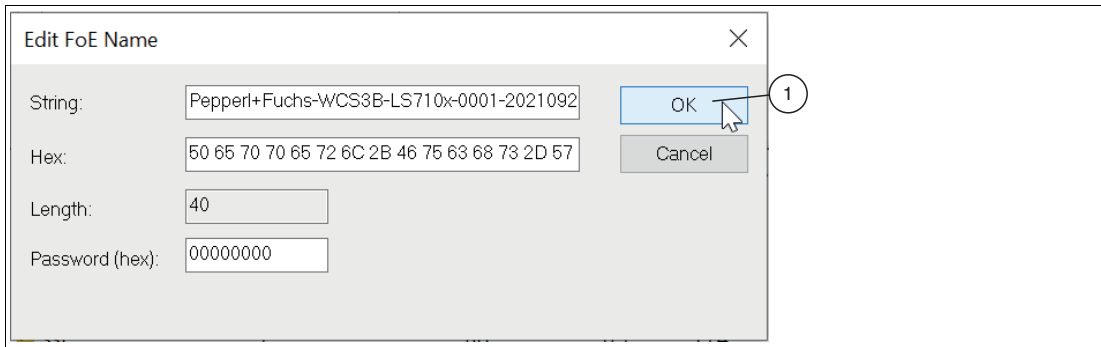 Edit FoE Name
String: Pepperl+Fuchs-WCS3B-LS710x-0001-2021092 OK 1
Hex: 50 65 70 70 65 72 6C 2B 46 75 63 68 73 2D 57 Cancel
Length: 40
Password (hex): 00000000